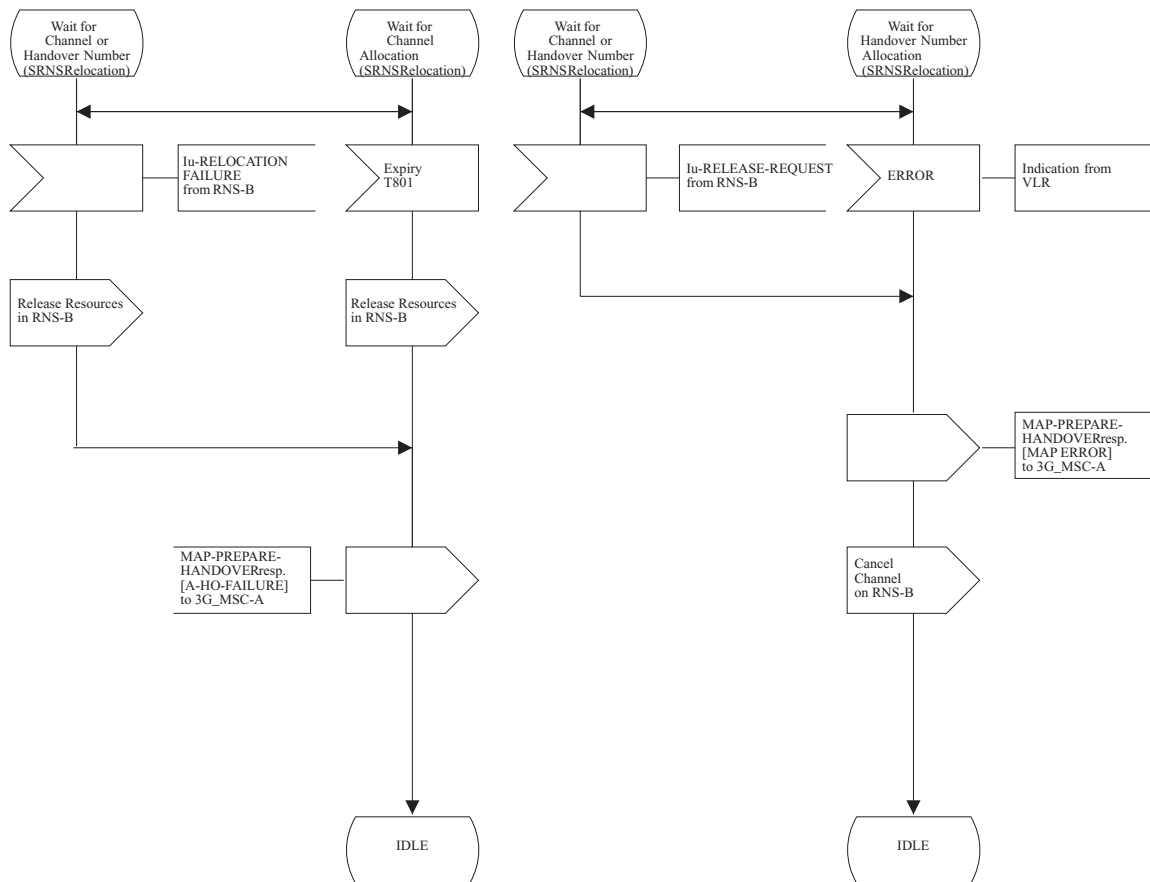 Wait for
Channel or
Handover Number
(SRNSRelocation)
Wait for
Channel
Allocation
(SRNSRelocation)
Wait for
Channel or
Handover Number
(SRNSRelocation)
Wait for
Handover Number
Allocation
(SRNSRelocation)
Iu-RELOCATION
FAILURE
from RNS-B
Expiry
T801
Iu-RELEASE-REQUEST
from RNS-B
ERROR
Indication from
VLR
Release Resources
in RNS-B
Release Resources
in RNS-B
MAP-PREPARE-
HANDOVERresp.
[MAP ERROR]
to 3G_MSC-A
MAP-PREPARE-
HANDOVERresp.
[A-HO-FAILURE]
to 3G_MSC-A
Cancel
Channel
on RNS-B
IDLE
IDLE